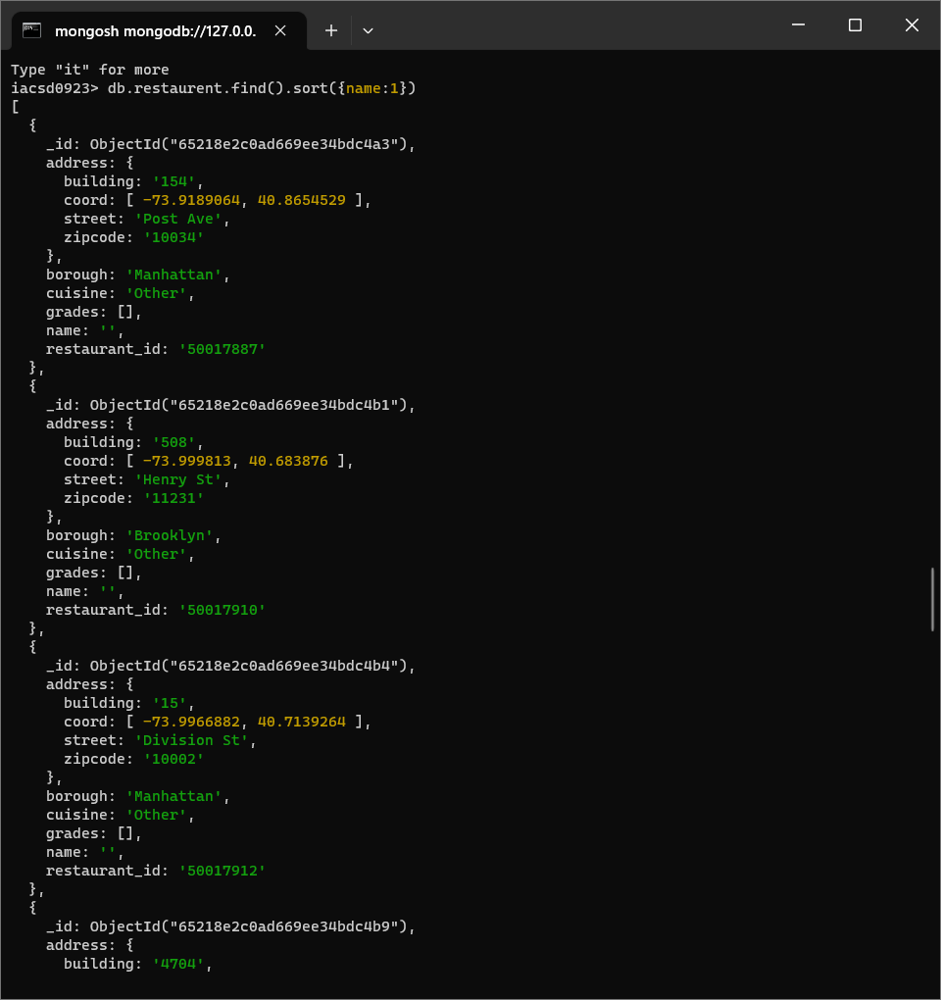 mongosh mongodb://127.0.0.
Type "it" for more
iacsd0923> db.restaurent.find().sort({name:1})
[
  {
    _id: ObjectId("65218e2c0ad669ee34bdc4a3"),
    address: {
      building: '154',
      coord: [ -73.9189064, 40.8654529 ],
      street: 'Post Ave',
      zipcode: '10034'
    },
    borough: 'Manhattan',
    cuisine: 'Other',
    grades: [],
    name: '',
    restaurant_id: '50017887'
  },
  {
    _id: ObjectId("65218e2c0ad669ee34bdc4b1"),
    address: {
      building: '508',
      coord: [ -73.999813, 40.683876 ],
      street: 'Henry St',
      zipcode: '11231'
    },
    borough: 'Brooklyn',
    cuisine: 'Other',
    grades: [],
    name: '',
    restaurant_id: '50017910'
  },
  {
    _id: ObjectId("65218e2c0ad669ee34bdc4b4"),
    address: {
      building: '15',
      coord: [ -73.9966882, 40.7139264 ],
      street: 'Division St',
      zipcode: '10002'
    },
    borough: 'Manhattan',
    cuisine: 'Other',
    grades: [],
    name: '',
    restaurant_id: '50017912'
  },
  {
    _id: ObjectId("65218e2c0ad669ee34bdc4b9"),
    address: {
      building: '4704',